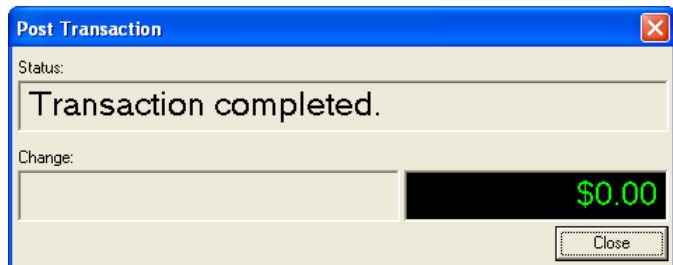 Post Transaction
Status:
Transaction completed.
Change:
$0.00
Close